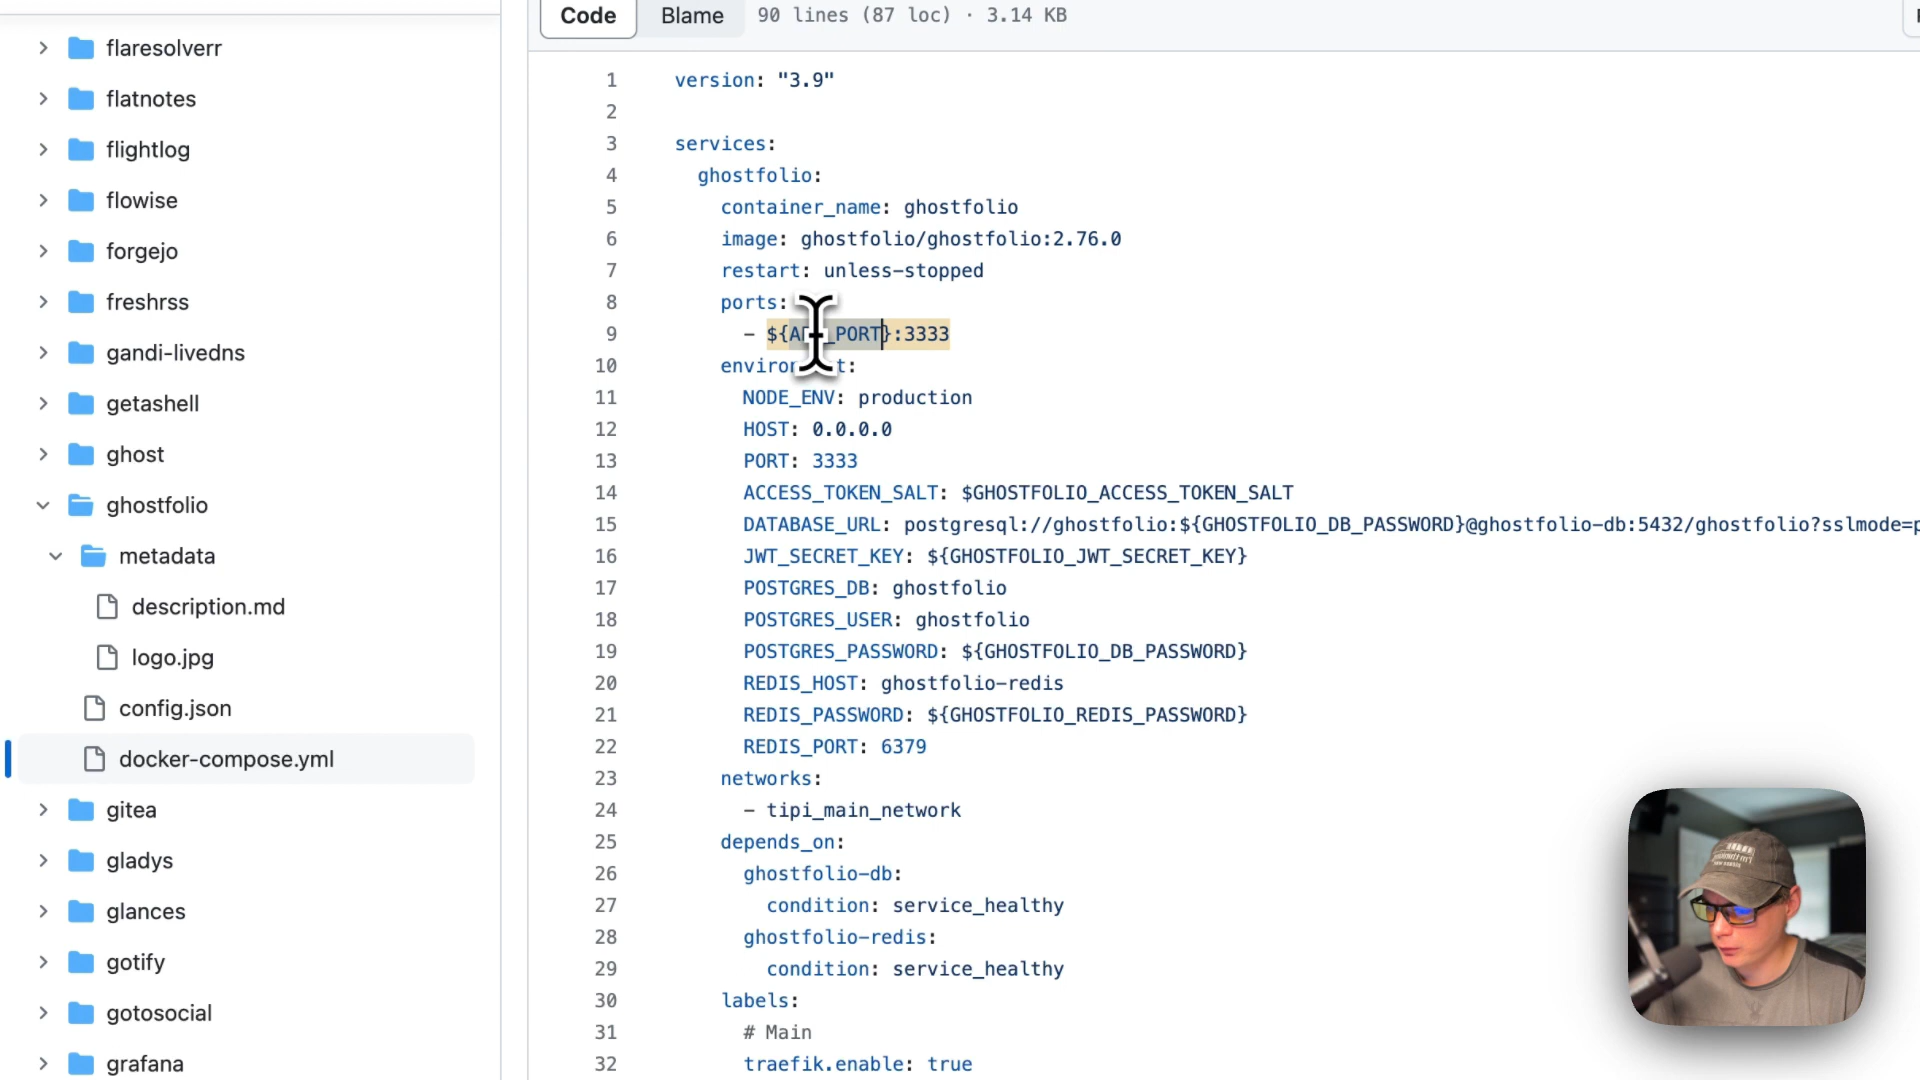 flaresolverr
flatnotes
flightlog
flowise
forgejo
freshrss
gandi-livedns
getashell
ghost
ghostfolio
metadata
description.md
logo.jpg
config.json
docker-compose.yml
gitea
gladys
glances
gotify
gotosocial
grafana
Code Blame 90 lines (87 loc) · 3.14 KB
1 version: "3.9"
2
3 services:
4 ghostfolio:
5 container_name: ghostfolio
6 image: ghostfolio/ghostfolio:2.76.0
7 restart: unless-stopped
8 ports:
9 - ${APP_PORT}:3333
10 environment:
11 NODE_ENV: production
12 HOST: 0.0.0.0
13 PORT: 3333
14 ACCESS_TOKEN_SALT: $GHOSTFOLIO_ACCESS_TOKEN_SALT
15 DATABASE_URL: postgresql://ghostfolio:${GHOSTFOLIO_DB_PASSWORD}@ghostfolio-db:5432/ghostfolio?sslmode=p
16 JWT_SECRET_KEY: ${GHOSTFOLIO_JWT_SECRET_KEY}
17 POSTGRES_DB: ghostfolio
18 POSTGRES_USER: ghostfolio
19 POSTGRES_PASSWORD: ${GHOSTFOLIO_DB_PASSWORD}
20 REDIS_HOST: ghostfolio-redis
21 REDIS_PASSWORD: ${GHOSTFOLIO_REDIS_PASSWORD}
22 REDIS_PORT: 6379
23 networks:
24 - tipi_main_network
25 depends_on:
26 ghostfolio-db:
27 condition: service_healthy
28 ghostfolio-redis:
29 condition: service_healthy
30 labels:
31 # Main
32 traefik.enable: true